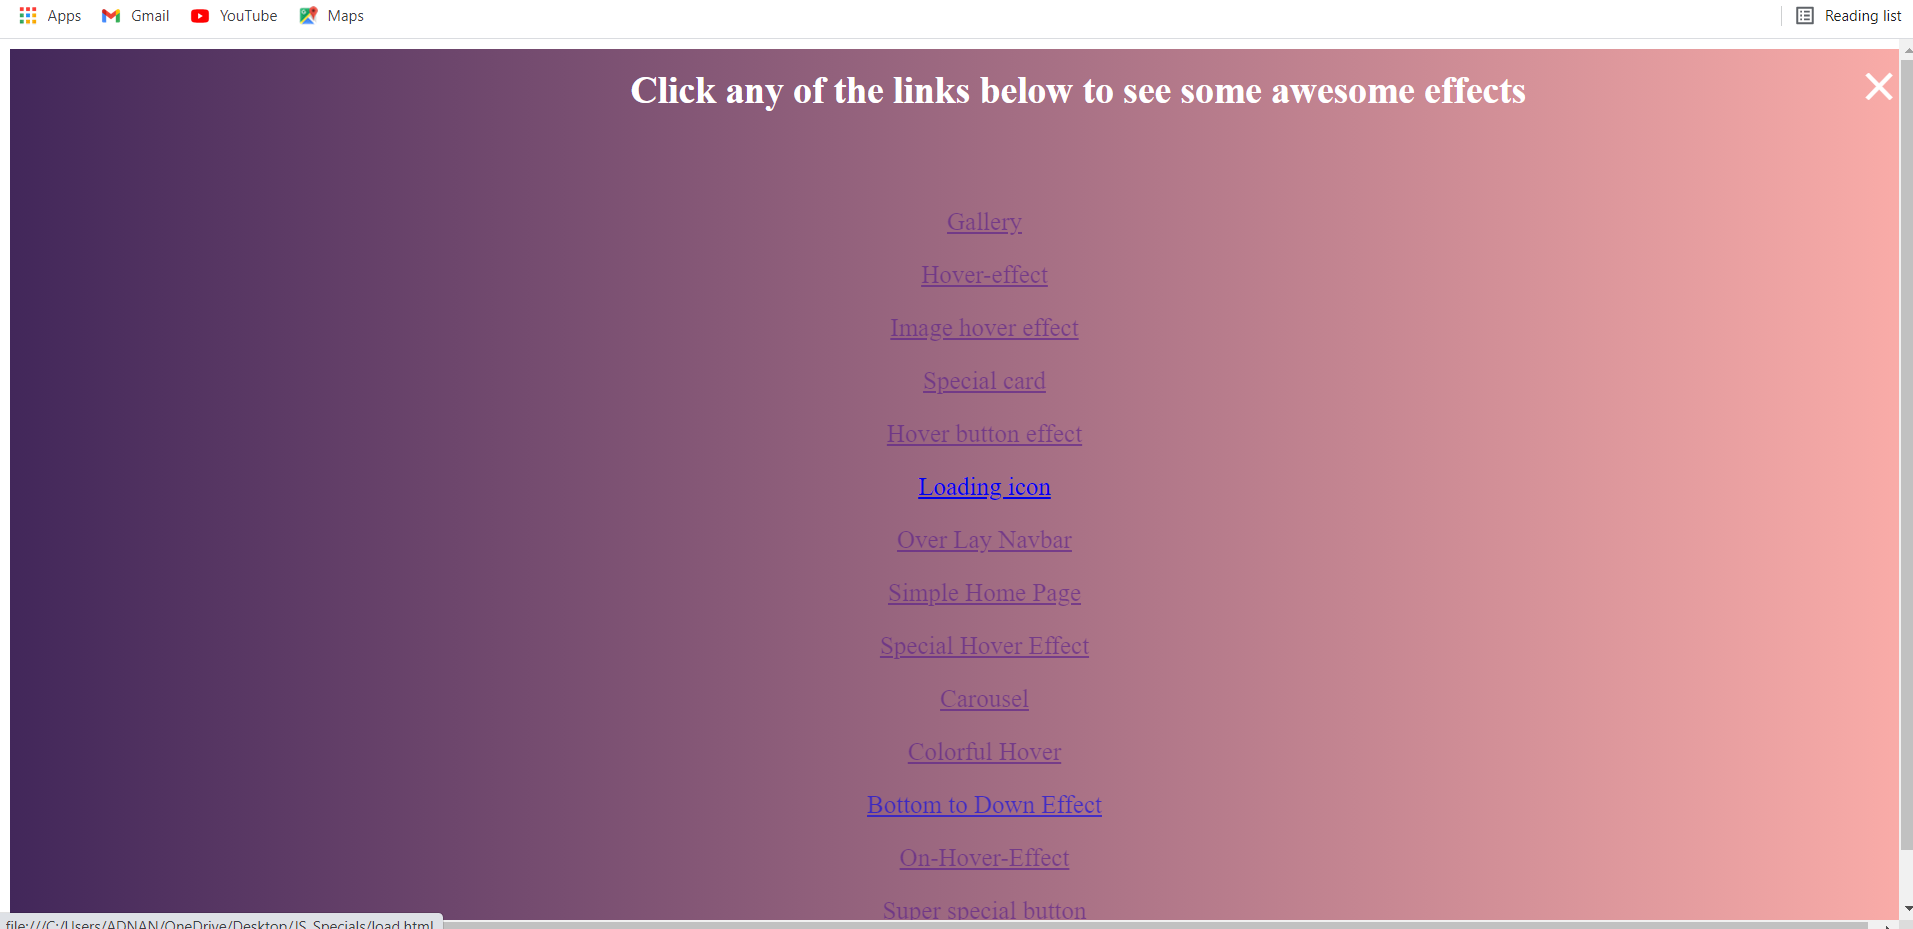 Apps Gmail YouTube Maps Reading list
Click any of the links below to see some awesome effects
Gallery
Hover-effect
Image hover effect
Special card
Hover button effect
Loading icon
Over Lay Navbar
Simple Home Page
Special Hover Effect
Carousel
Colorful Hover
Bottom to Down Effect
On-Hover-Effect
Super special button
file:///C:/Users/ADNAN/OneDrive/Desktop/JS_Specials/load.html